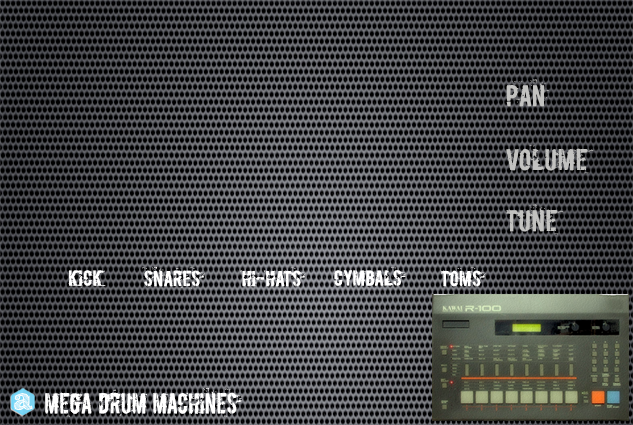 PAN
VOLUME
TUNE
KICK SNARES HI-HATS CYMBALS TOMS
KAWAI R-100
a MEGA DRUM MACHINES